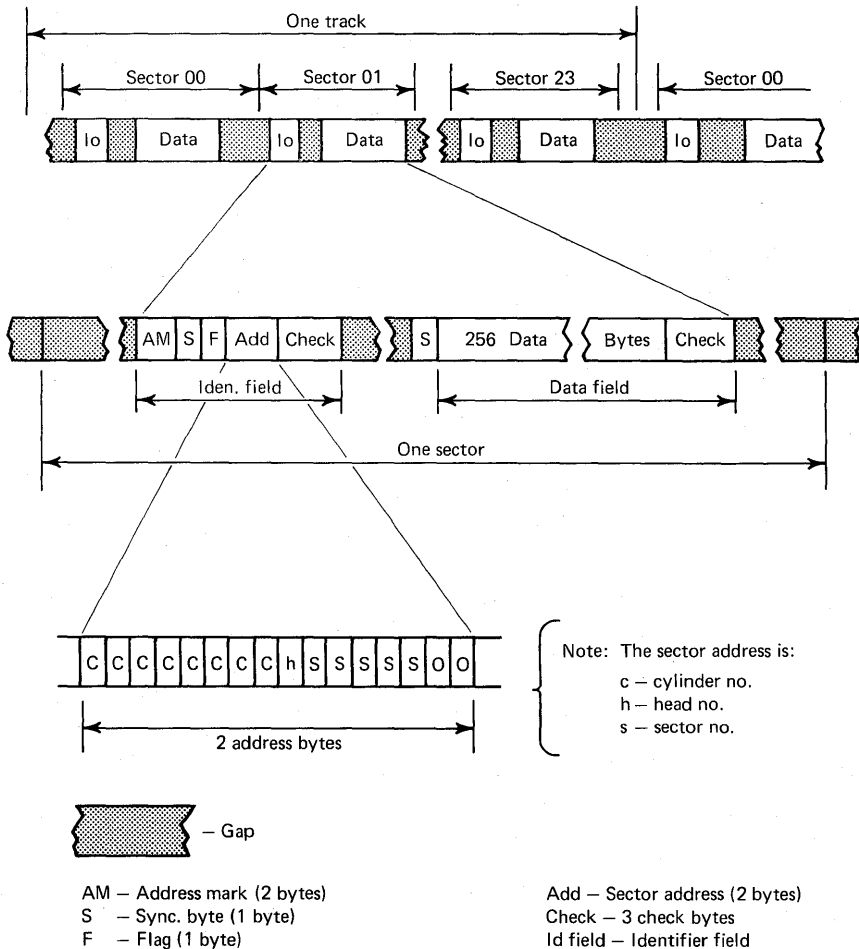 One track
Sector 00 Sector 01 Sector 23 Sector 00
Io Data Io Data Io Data Io Data
AM S F Add Check S 256 Data Bytes Check
Iden. field Data field
One sector
C C C C C C C C h S S S S S O O
2 address bytes
Note: The sector address is:
c – cylinder no.
h – head no.
s – sector no.
– Gap
AM – Address mark (2 bytes)
S – Sync. byte (1 byte)
F – Flag (1 byte)
Add – Sector address (2 bytes)
Check – 3 check bytes
Id field – Identifier field